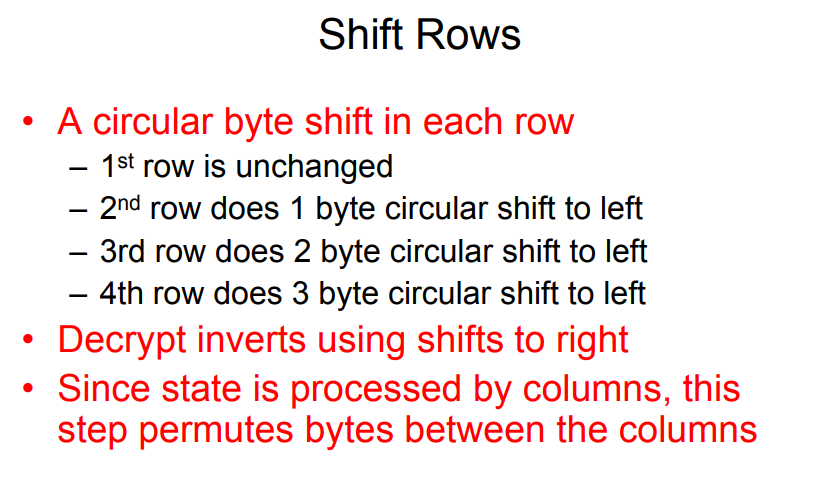 Shift Rows
• A circular byte shift in each row
– 1st row is unchanged
– 2nd row does 1 byte circular shift to left
– 3rd row does 2 byte circular shift to left
– 4th row does 3 byte circular shift to left
• Decrypt inverts using shifts to right
• Since state is processed by columns, this
step permutes bytes between the columns